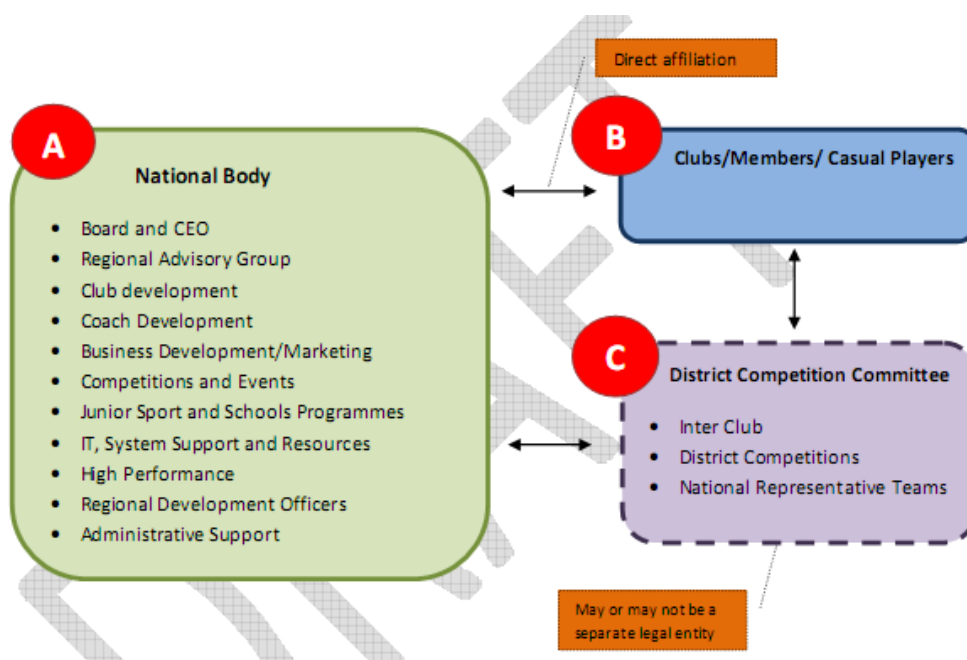 Direct affiliation
A
National Body
• Board and CEO
• Regional Advisory Group
• Club development
• Coach Development
• Business Development/Marketing
• Competitions and Events
• Junior Sport and Schools Programmes
• IT, System Support and Resources
• High Performance
• Regional Development Officers
• Administrative Support
B
Clubs/Members/ Casual Players
C
District Competition Committee
• Inter Club
• District Competitions
• National Representative Teams
May or may not be a
separate legal entity